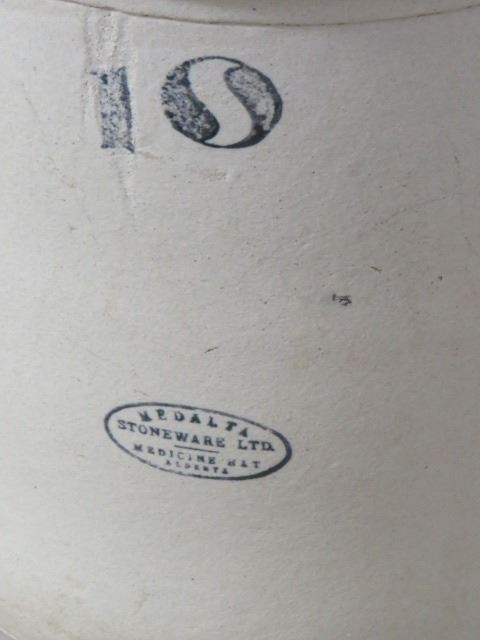 10
MEDALTA
STONEWARE LTD.
MEDICINE HAT
ALBERTA